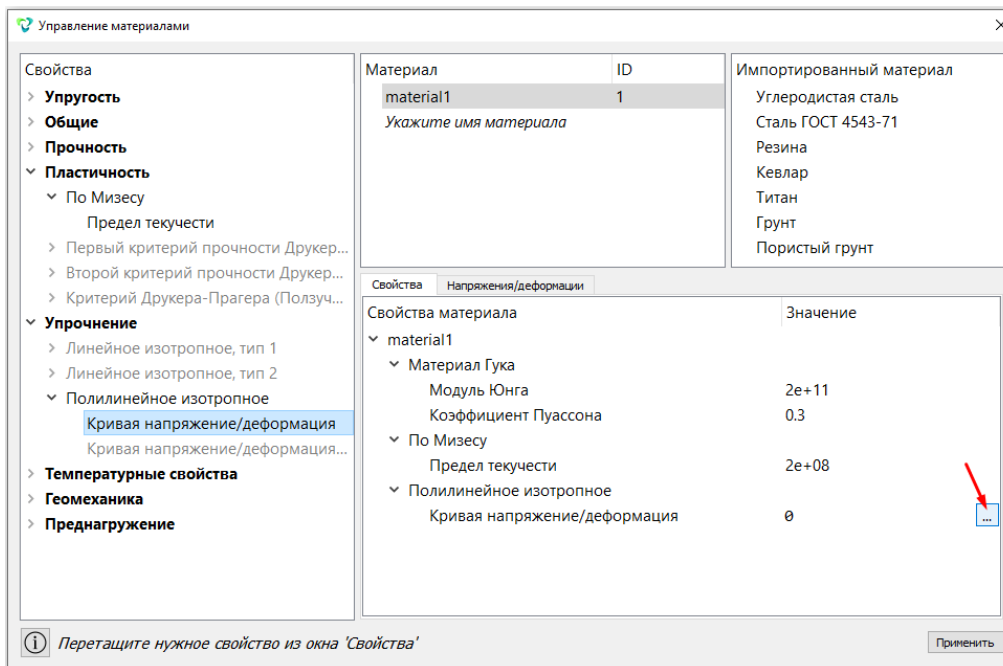 Управление материалами
Свойства
Упругость
Общие
Прочность
Пластичность
По Мизесу
Предел текучести
Первый критерий прочности Друкер...
Второй критерий прочности Друкер...
Критерий Друкера-Прагера (Ползуч...
Упрочнение
Линейное изотропное, тип 1
Линейное изотропное, тип 2
Полилинейное изотропное
Кривая напряжение/деформация
Кривая напряжение/деформация...
Температурные свойства
Геомеханика
Преднагружение
Материал ID
material1 1
Укажите имя материала
Импортированный материал
Углеродистая сталь
Сталь ГОСТ 4543-71
Резина
Кевлар
Титан
Грунт
Пористый грунт
Свойства Напряжения/деформации
Свойства материала Значение
material1
Материал Гука
Модуль Юнга 2e+11
Коэффициент Пуассона 0.3
По Мизесу
Предел текучести 2e+08
Полилинейное изотропное
Кривая напряжение/деформация 0 ...
Перетащите нужное свойство из окна 'Свойства'
Применить